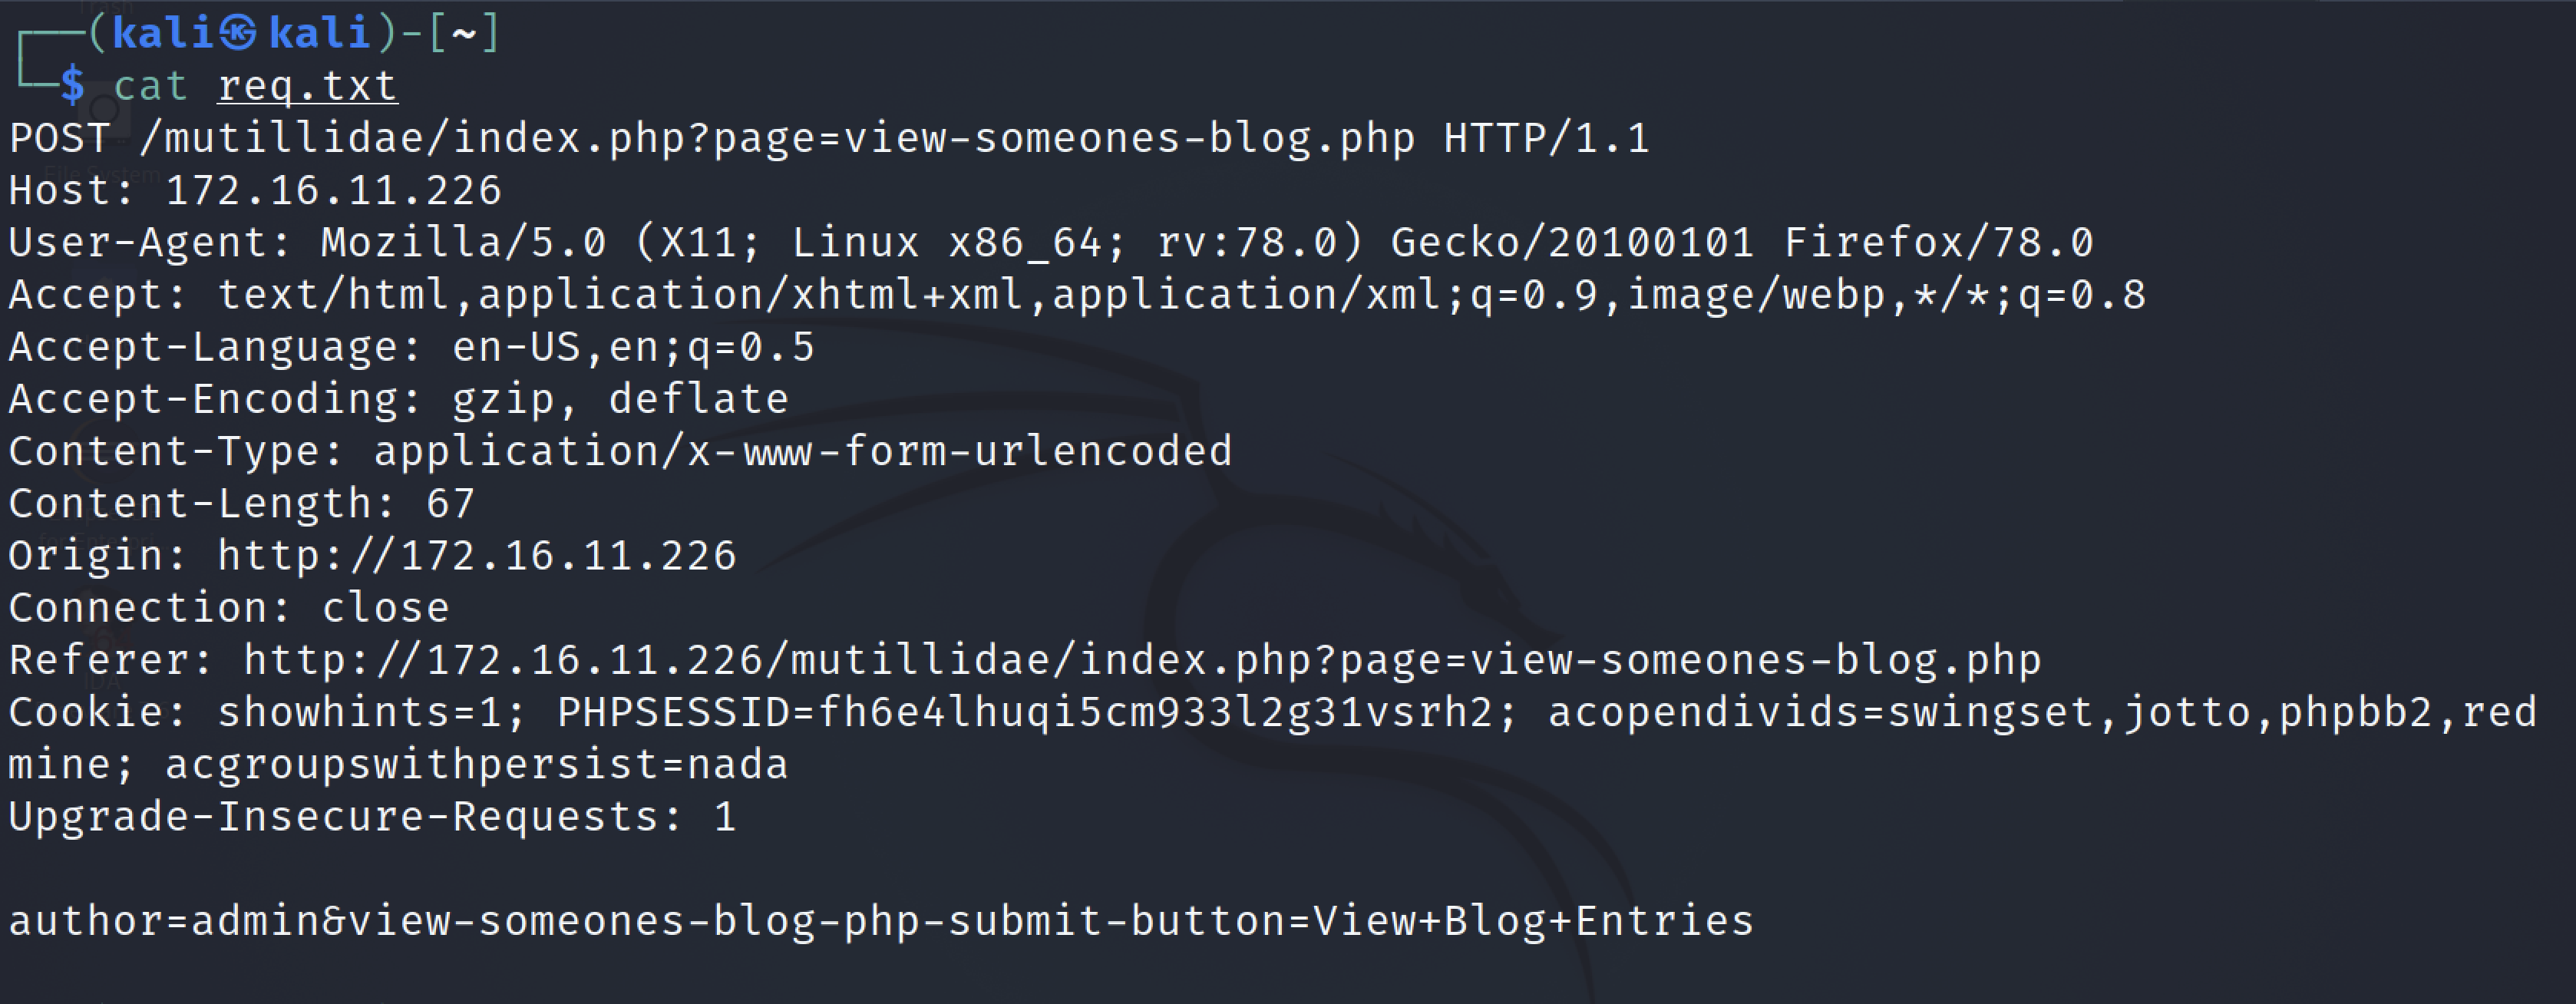 Trash
┌──(kali㉿kali)-[~]
└─$ cat req.txt
POST /mutillidae/index.php?page=view-someones-blog.php HTTP/1.1
File System
Host: 172.16.11.226
User-Agent: Mozilla/5.0 (X11; Linux x86_64; rv:78.0) Gecko/20100101 Firefox/78.0
Accept: text/html,application/xhtml+xml,application/xml;q=0.9,image/webp,*/*;q=0.8
Accept-Language: en-US,en;q=0.5
Accept-Encoding: gzip, deflate
Content-Type: application/x-www-form-urlencoded
Content-Length: 67
Origin: http://172.16.11.226
Connection: close
Referer: http://172.16.11.226/mutillidae/index.php?page=view-someones-blog.php
IDA
Cookie: showhints=1; PHPSESSID=fh6e4lhuqi5cm933l2g31vsrh2; acopendivids=swingset,jotto,phpbb2,red
mine; acgroupswithpersist=nada
Upgrade-Insecure-Requests: 1
author=admin&view-someones-blog-php-submit-button=View+Blog+Entries